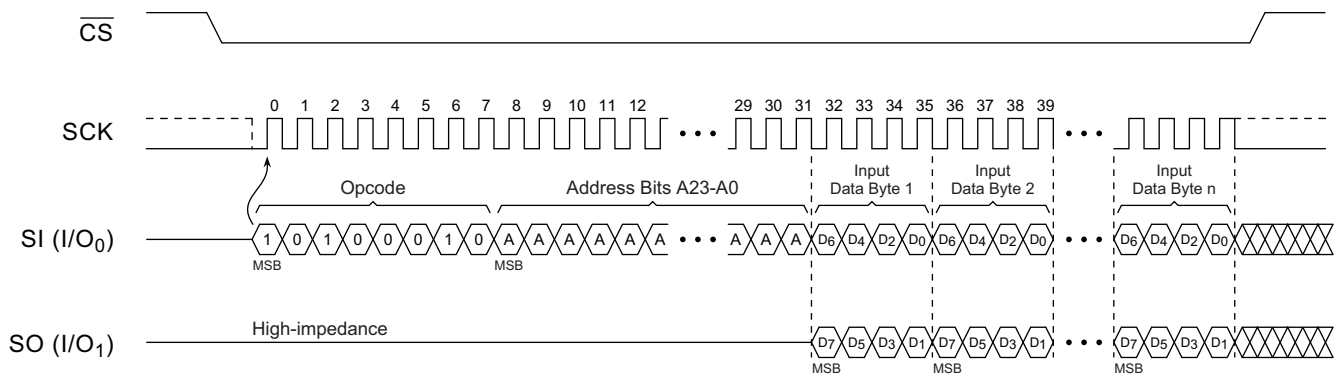 CS
0 1 2 3 4 5 6 7 8 9 10 11 12 29 30 31 32 33 34 35 36 37 38 39
SCK
Opcode
Address Bits A23-A0
Input
Data Byte 1
Input
Data Byte 2
Input
Data Byte n
SI (I/O0)
1 0 1 0 0 0 1 0 A A A A A A A A A D6 D4 D2 D0 D6 D4 D2 D0 D6 D4 D2 D0
MSB MSB
High-impedance
SO (I/O1)
D7 D5 D3 D1 D7 D5 D3 D1 D7 D5 D3 D1
MSB MSB MSB